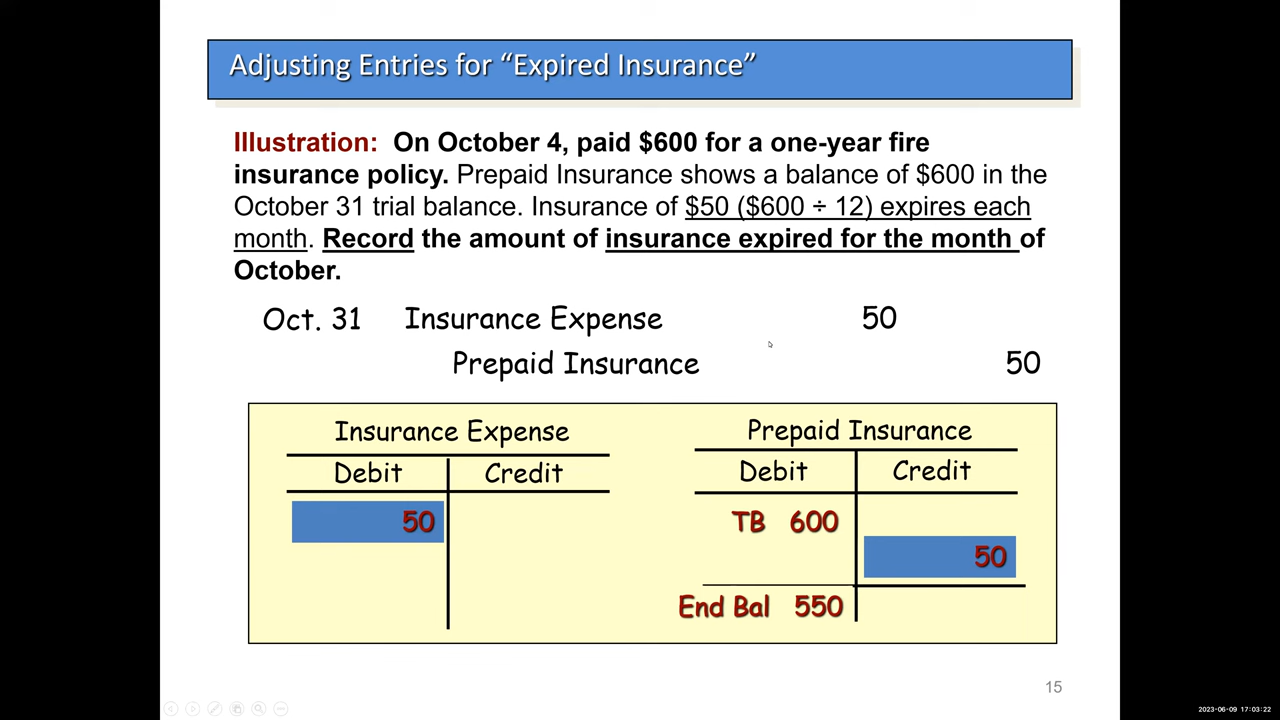 Adjusting Entries for “Expired Insurance”
Illustration: On October 4, paid $600 for a one-year fire
insurance policy. Prepaid Insurance shows a balance of $600 in the
October 31 trial balance. Insurance of $50 ($600 ÷ 12) expires each
month. Record the amount of insurance expired for the month of
October.
Oct. 31 Insurance Expense 50
Prepaid Insurance 50
Insurance Expense Prepaid Insurance
Debit Credit Debit Credit
50 TB 600
50
End Bal 550
15
2023-06-09 17:03:22